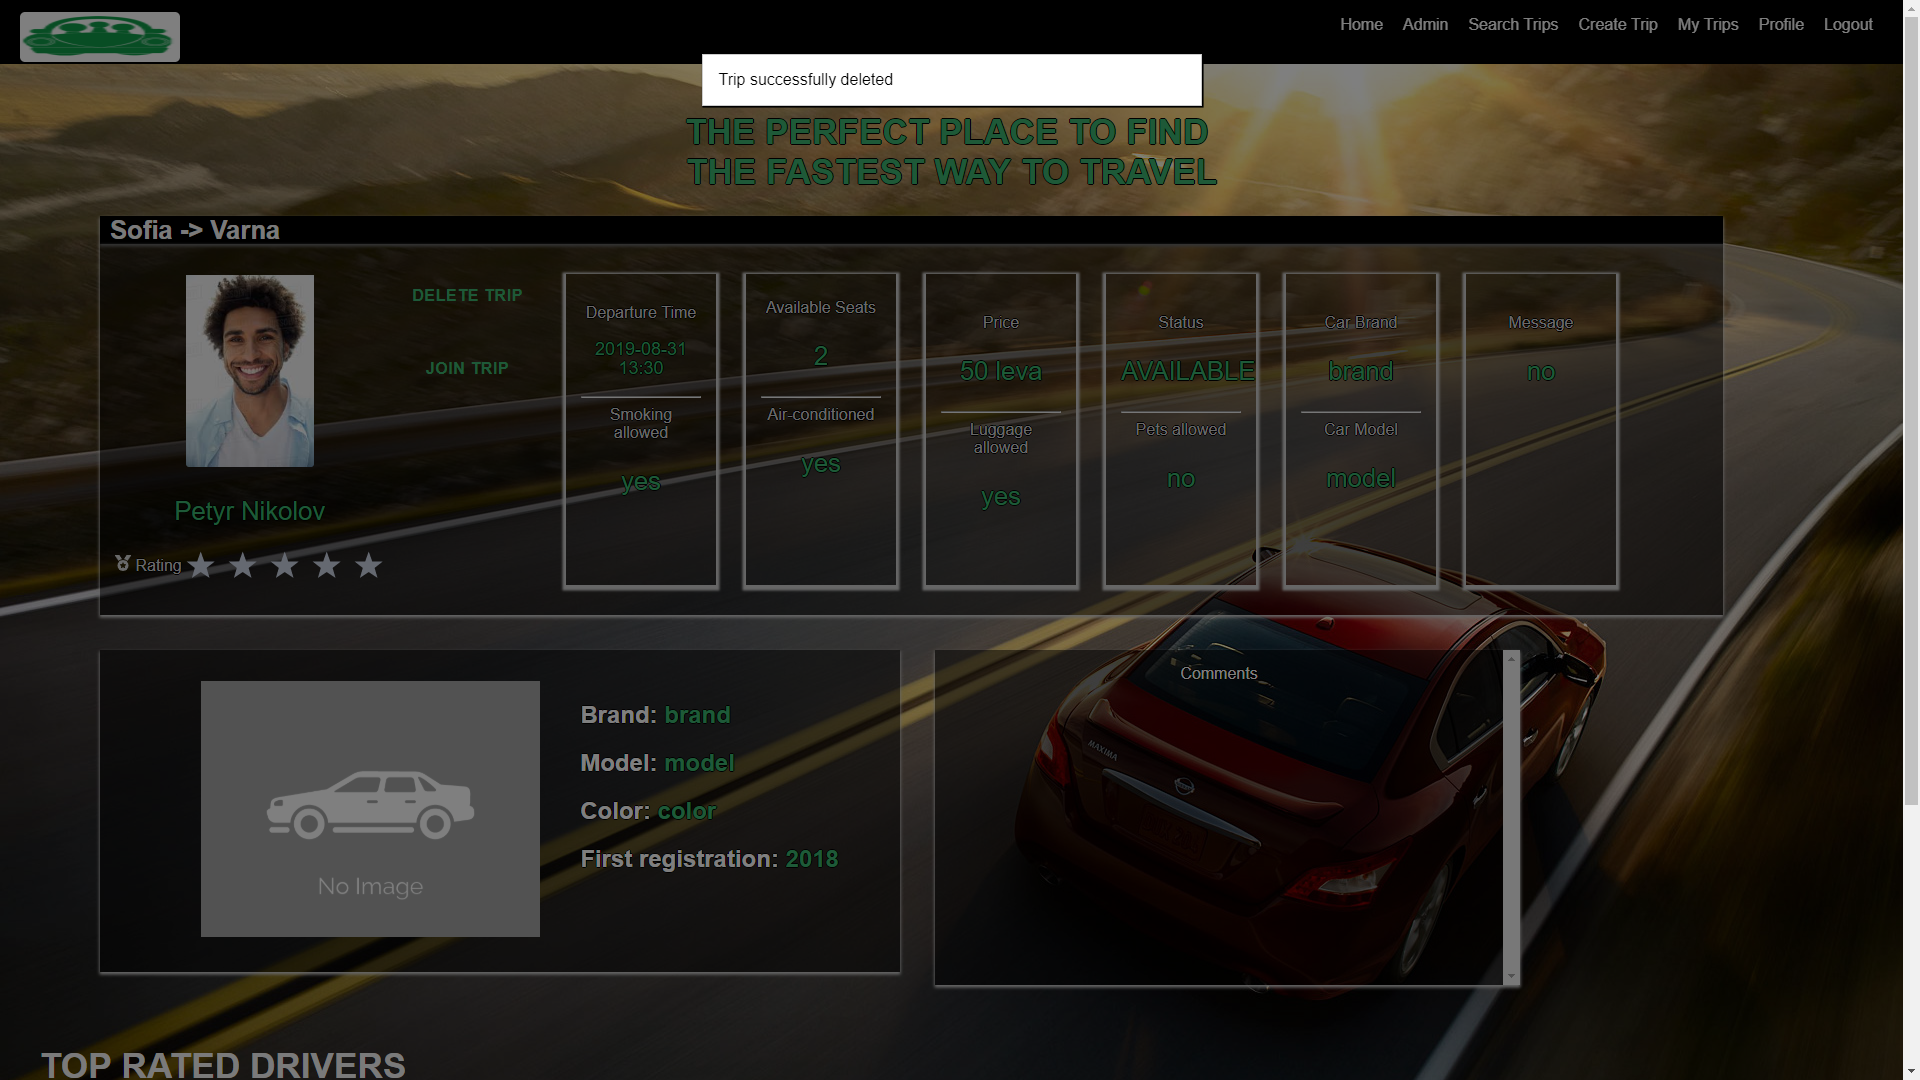 Home Admin Search Trips Create Trip My Trips Profile Logout
Trip successfully deleted
THE PERFECT PLACE TO FIND
THE FASTEST WAY TO TRAVEL
Sofia -> Varna
DELETE TRIP
JOIN TRIP
Petyr Nikolov
Rating
Departure Time
2019-08-31
13:30
Smoking
allowed
yes
Available Seats
2
Air-conditioned
yes
Price
50 leva
Luggage
allowed
yes
Status
AVAILABLE
Pets allowed
no
Car Brand
brand
Car Model
model
Message
no
No Image
Brand: brand
Model: model
Color: color
First registration: 2018
Comments
MAXIMA
TOP RATED DRIVERS